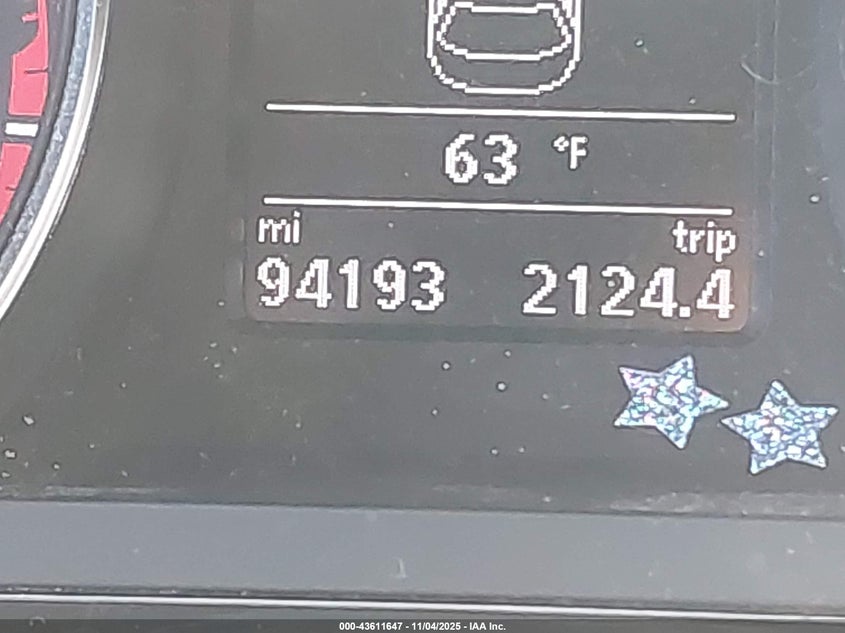 63 °F
mi trip
94193 2124.4
000-43611647 - 11/04/2025 - IAA Inc.